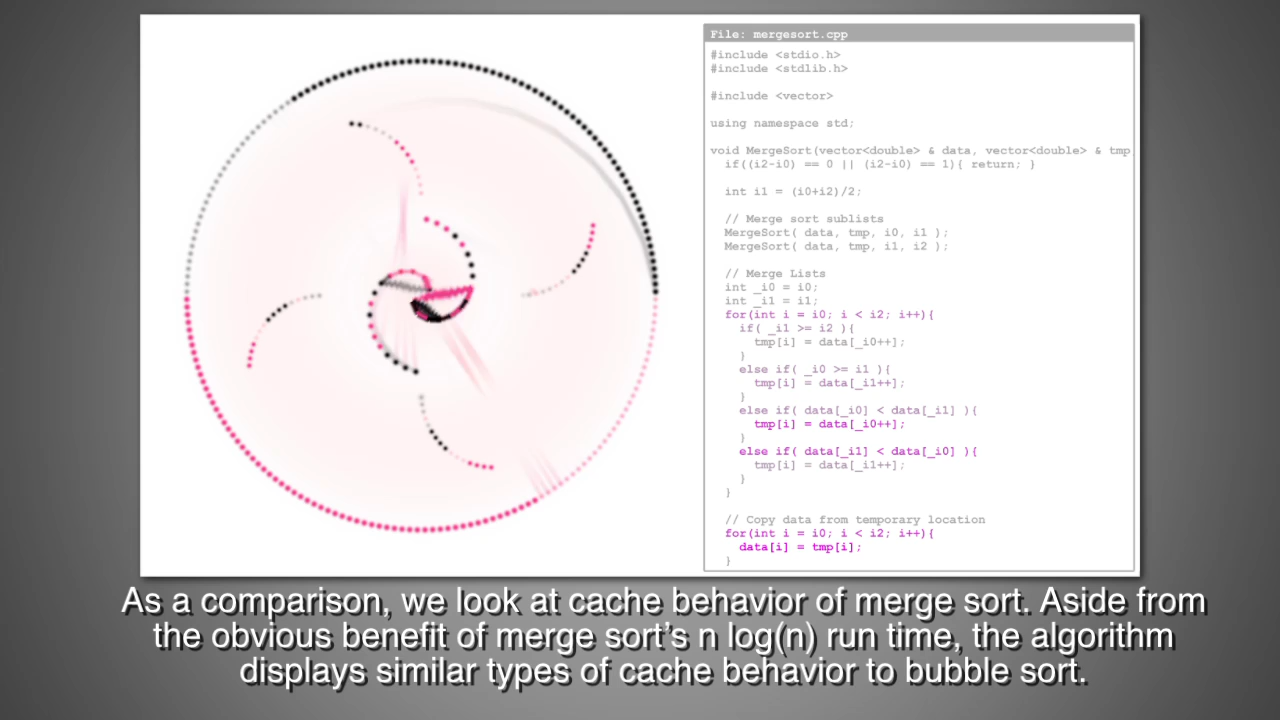 File: mergesort.cpp
#include <stdio.h>
#include <stdlib.h>
#include <vector>
using namespace std;
void MergeSort(vector<double> & data, vector<double> & tmp
if((i2-i0) == 0 || (i2-i0) == 1){ return; }
int i1 = (i0+i2)/2;
// Merge sort sublists
MergeSort( data, tmp, i0, i1 );
MergeSort( data, tmp, i1, i2 );
// Merge Lists
int _i0 = i0;
int _i1 = i1;
for(int i = i0; i < i2; i++){
if( _i1 >= i2 ){
tmp[i] = data[_i0++];
}
else if( _i0 >= i1 ){
tmp[i] = data[_i1++];
}
else if( data[_i0] < data[_i1] ){
tmp[i] = data[_i0++];
}
else if( data[_i1] < data[_i0] ){
tmp[i] = data[_i1++];
}
}
// Copy data from temporary location
for(int i = i0; i < i2; i++){
data[i] = tmp[i];
}
As a comparison, we look at cache behavior of merge sort. Aside from
the obvious benefit of merge sort's n log(n) run time, the algorithm
displays similar types of cache behavior to bubble sort.